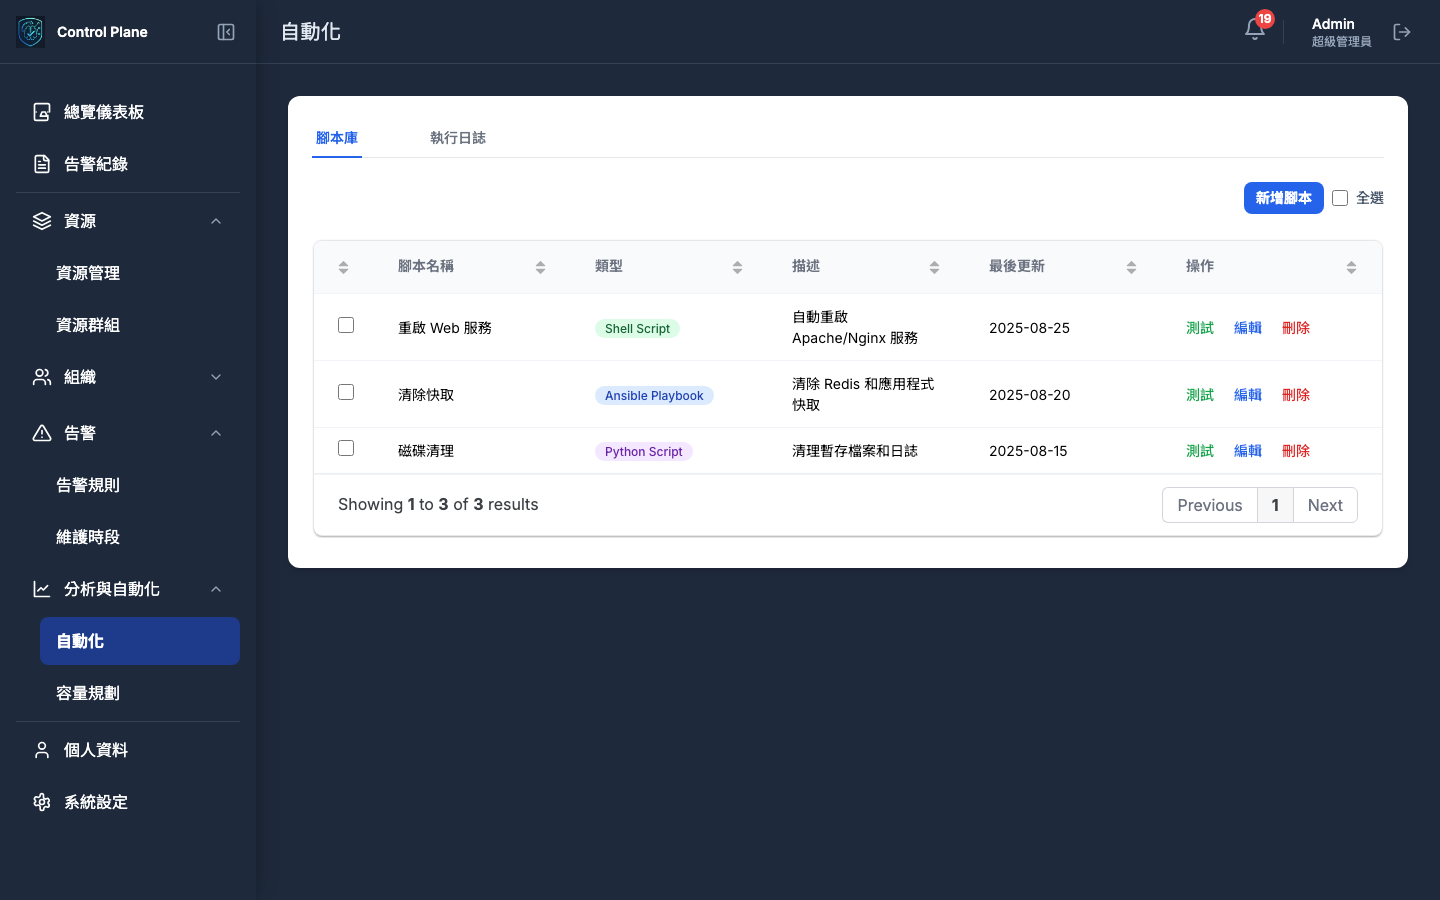 Control Plane
自動化
19
Admin
超級管理員
總覽儀表板
告警紀錄
資源
資源管理
資源群組
組織
告警
告警規則
維護時段
分析與自動化
自動化
容量規劃
個人資料
系統設定
腳本庫
執行日誌
新增腳本
全選
腳本名稱 類型 描述 最後更新 操作
重啟 Web 服務 Shell Script 自動重啟
Apache/Nginx 服務 2025-08-25 測試 編輯 刪除
清除快取 Ansible Playbook 清除 Redis 和應用程式
快取 2025-08-20 測試 編輯 刪除
磁碟清理 Python Script 清理暫存檔案和日誌 2025-08-15 測試 編輯 刪除
Showing 1 to 3 of 3 results
Previous 1 Next